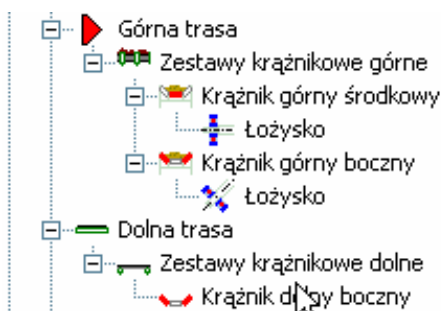 Górna trasa
Zestawy krążnikowe górne
Krążnik górny środkowy
Łożysko
Krążnik górny boczny
Łożysko
Dolna trasa
Zestawy krążnikowe dolne
Krążnik dolny boczny